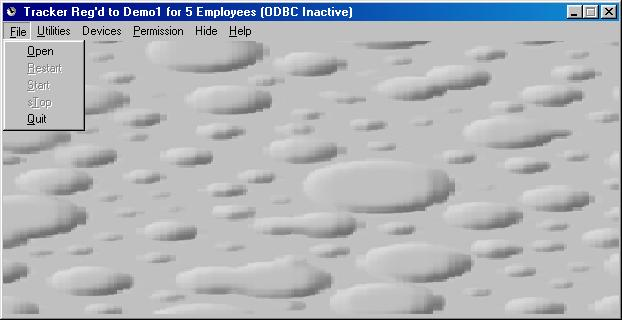 Tracker Reg'd to Demo1 for 5 Employees (ODBC Inactive)
File Utilities Devices Permission Hide Help
Open
Restart
Start
sTop
Quit